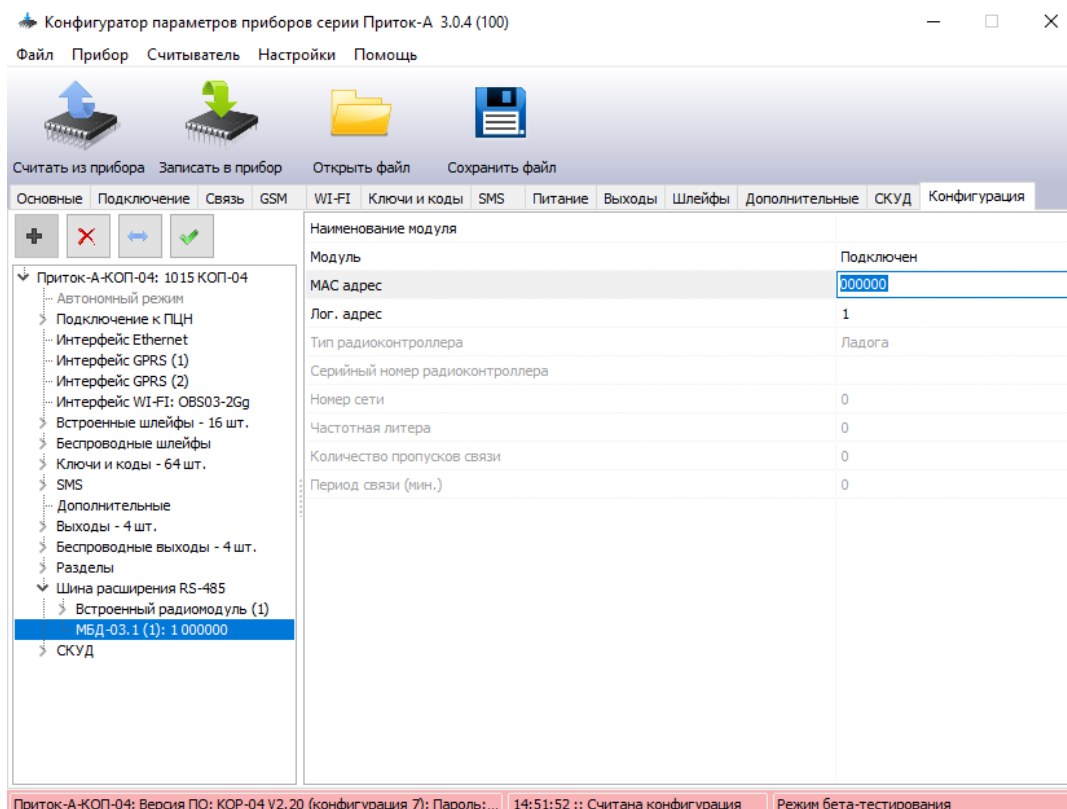 Конфигуратор параметров приборов серии Приток-А 3.0.4 (100)
Файл Прибор Считыватель Настройки Помощь
Считать из прибора Записать в прибор Открыть файл Сохранить файл
Основные Подключение Связь GSM WI-FI Ключи и коды SMS Питание Выходы Шлейфы Дополнительные СКУД Конфигурация
Приток-А-КОП-04: 1015 КОП-04
Автономный режим
Подключение к ПЦН
Интерфейс Ethernet
Интерфейс GPRS (1)
Интерфейс GPRS (2)
Интерфейс WI-FI: OBS03-2Gg
Встроенные шлейфы - 16 шт.
Беспроводные шлейфы
Ключи и коды - 64 шт.
SMS
Дополнительные
Выходы - 4 шт.
Беспроводные выходы - 4 шт.
Разделы
Шина расширения RS-485
Встроенный радиомодуль (1)
МБД-03.1 (1): 1 000000
СКУД
Наименование модуля
Модуль Подключен
MAC адрес 000000
Лог. адрес 1
Тип радиоконтроллера Ладога
Серийный номер радиоконтроллера
Номер сети 0
Частотная литера 0
Количество пропусков связи 0
Период связи (мин.) 0
Приток-А-КОП-04: Версия ПО: KOP-04 V2.20 (конфигурация 7): Пароль:... 14:51:52 :: Считана конфигурация Режим бета-тестирования